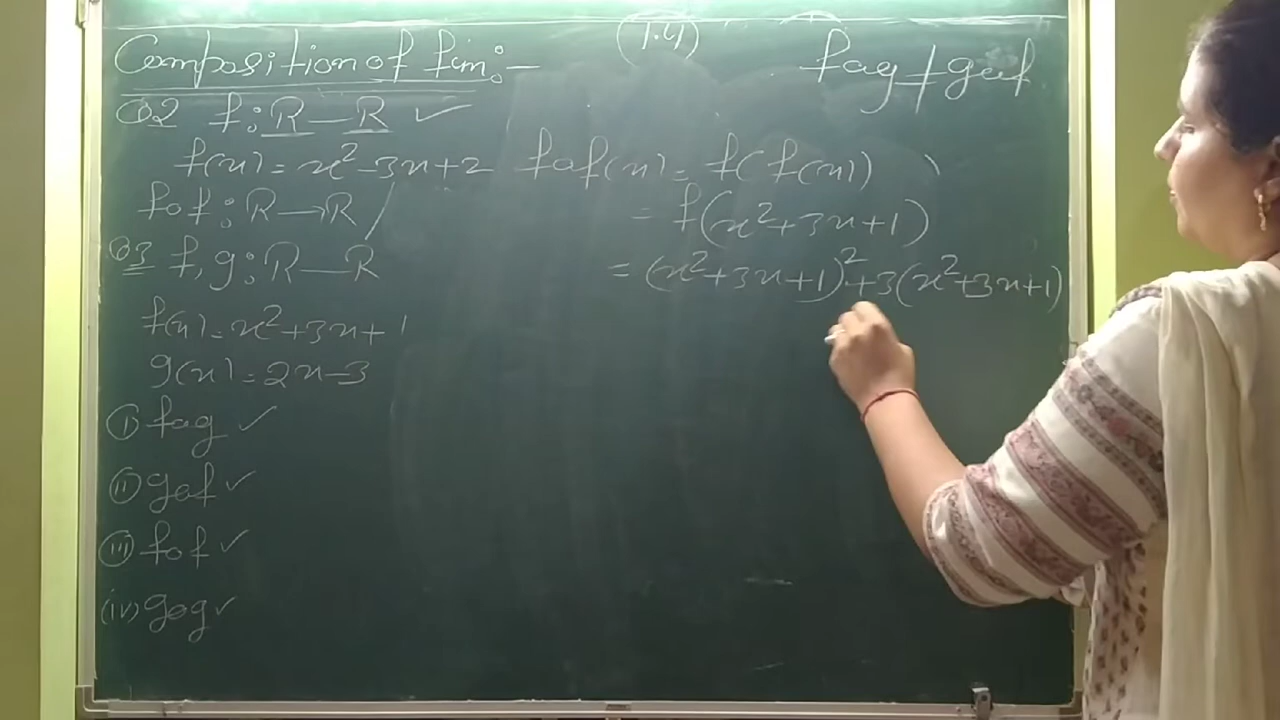 Composition of fun:-
(1.4)
fog ≠ gof
Q2 f: R — R ✓
f(x) = x² - 3x + 2
fof: R → R
Q3 f, g: R — R
f(x) = x² + 3x + 1
g(x) = 2x - 3
(i) fog ✓
(ii) gof ✓
(iii) fof ✓
(iv) gog ✓
fof(x) = f(f(x))
= f(x² + 3x + 1)
= (x² + 3x + 1)² + 3(x² + 3x + 1)